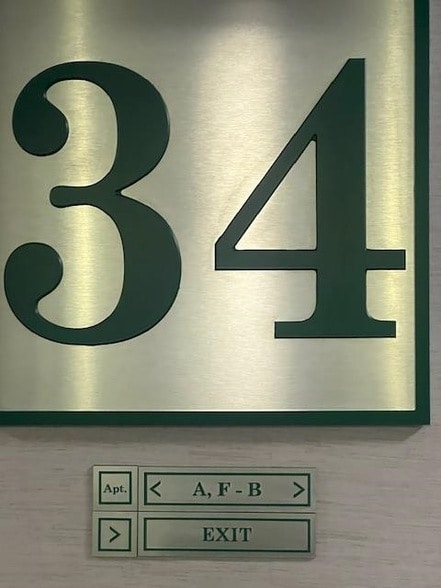 34
Apt. < A, F - B >
> EXIT